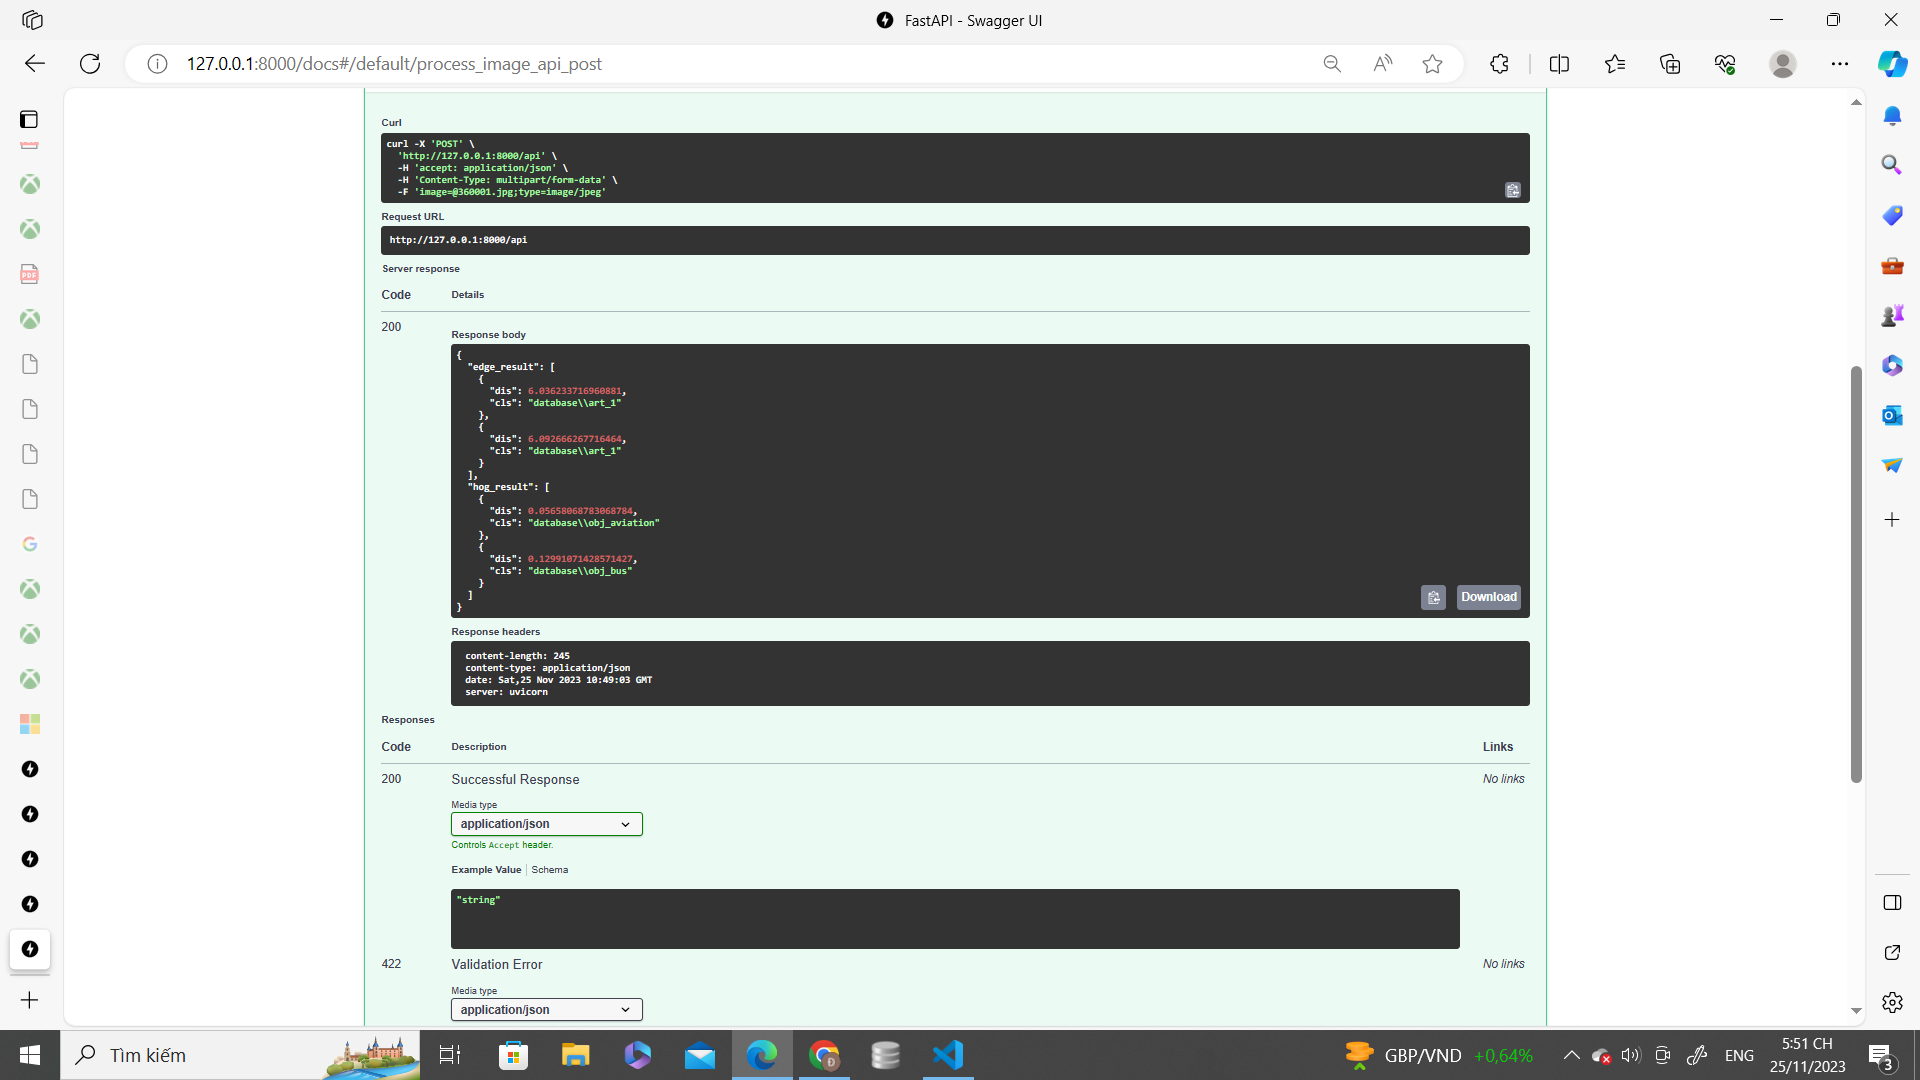 FastAPI - Swagger UI
127.0.0.1:8000/docs#/default/process_image_api_post
Curl
curl -X 'POST' \
'http://127.0.0.1:8000/api' \
-H 'accept: application/json' \
-H 'Content-Type: multipart/form-data' \
-F 'image=@360001.jpg;type=image/jpeg'
Request URL
http://127.0.0.1:8000/api
Server response
Code Details
200
Response body
{
"edge_result": [
{
"dis": 6.036233716960881,
"cls": "database\\art_1"
},
{
"dis": 6.092666267716464,
"cls": "database\\art_1"
}
],
"hog_result": [
{
"dis": 0.05658068783068784,
"cls": "database\\obj_aviation"
},
{
"dis": 0.12991071428571427,
"cls": "database\\obj_bus"
}
]
}
Download
Response headers
content-length: 245
content-type: application/json
date: Sat,25 Nov 2023 10:49:03 GMT
server: uvicorn
Responses
Code Description Links
200 Successful Response No links
Media type
application/json
Controls Accept header.
Example Value Schema
"string"
422 Validation Error No links
Media type
application/json
Tìm kiếm
GBP/VND +0,64%
ENG
5:51 CH
25/11/2023
3